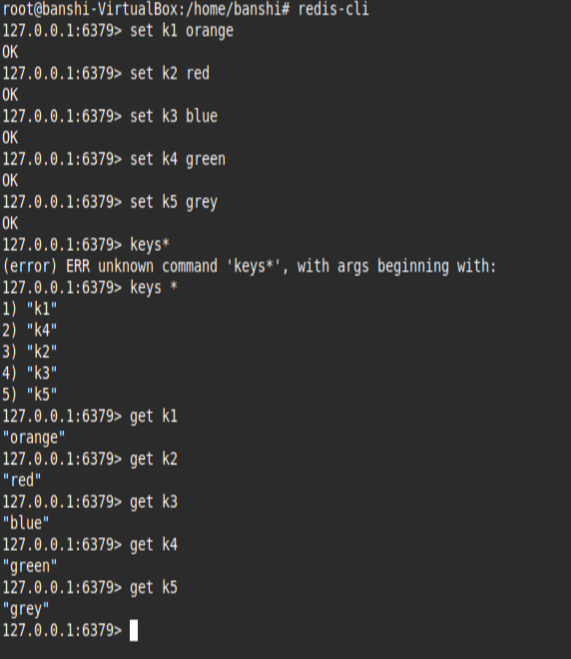 root@banshi-VirtualBox:/home/banshi# redis-cli
127.0.0.1:6379> set k1 orange
OK
127.0.0.1:6379> set k2 red
OK
127.0.0.1:6379> set k3 blue
OK
127.0.0.1:6379> set k4 green
OK
127.0.0.1:6379> set k5 grey
OK
127.0.0.1:6379> keys*
(error) ERR unknown command 'keys*', with args beginning with:
127.0.0.1:6379> keys *
1) "k1"
2) "k4"
3) "k2"
4) "k3"
5) "k5"
127.0.0.1:6379> get k1
"orange"
127.0.0.1:6379> get k2
"red"
127.0.0.1:6379> get k3
"blue"
127.0.0.1:6379> get k4
"green"
127.0.0.1:6379> get k5
"grey"
127.0.0.1:6379>